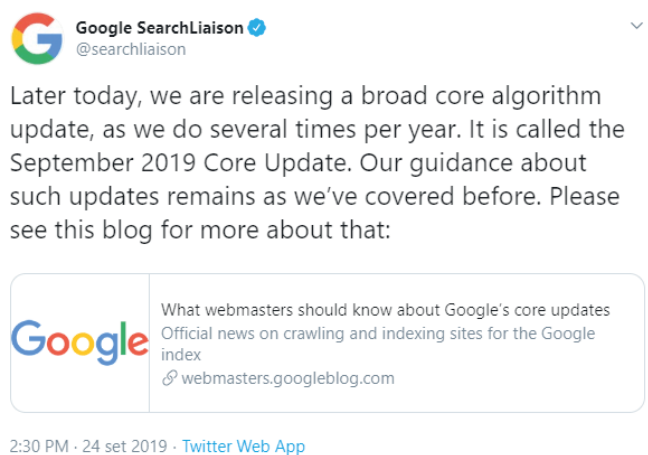 Google SearchLiaison
@searchliaison
Later today, we are releasing a broad core algorithm
update, as we do several times per year. It is called the
September 2019 Core Update. Our guidance about
such updates remains as we’ve covered before. Please
see this blog for more about that:
Google
What webmasters should know about Google’s core updates
Official news on crawling and indexing sites for the Google
index
webmasters.googleblog.com
2:30 PM · 24 set 2019 · Twitter Web App